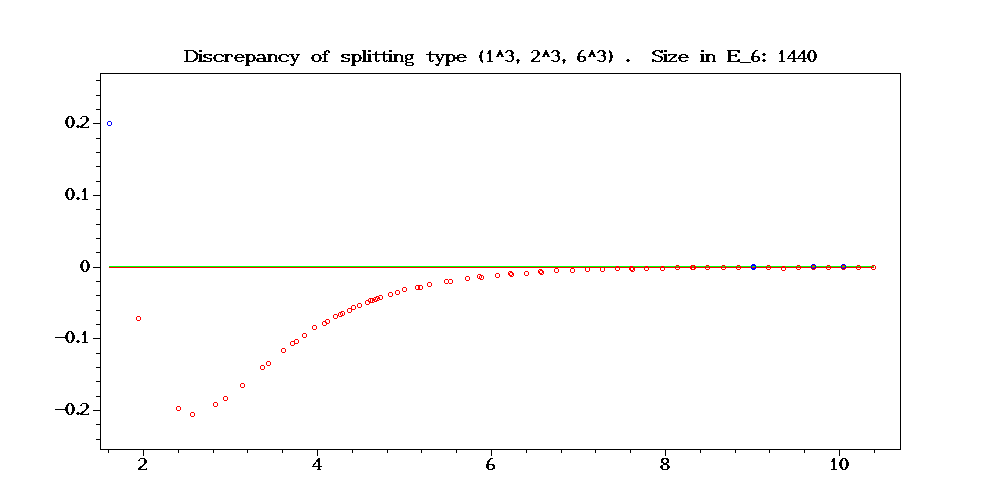 Discrepancy of splitting type (1^3, 2^3, 6^3) .  Size in E_6: 1440
0.2
0.1
0
−0.1
−0.2
2 4 6 8 10